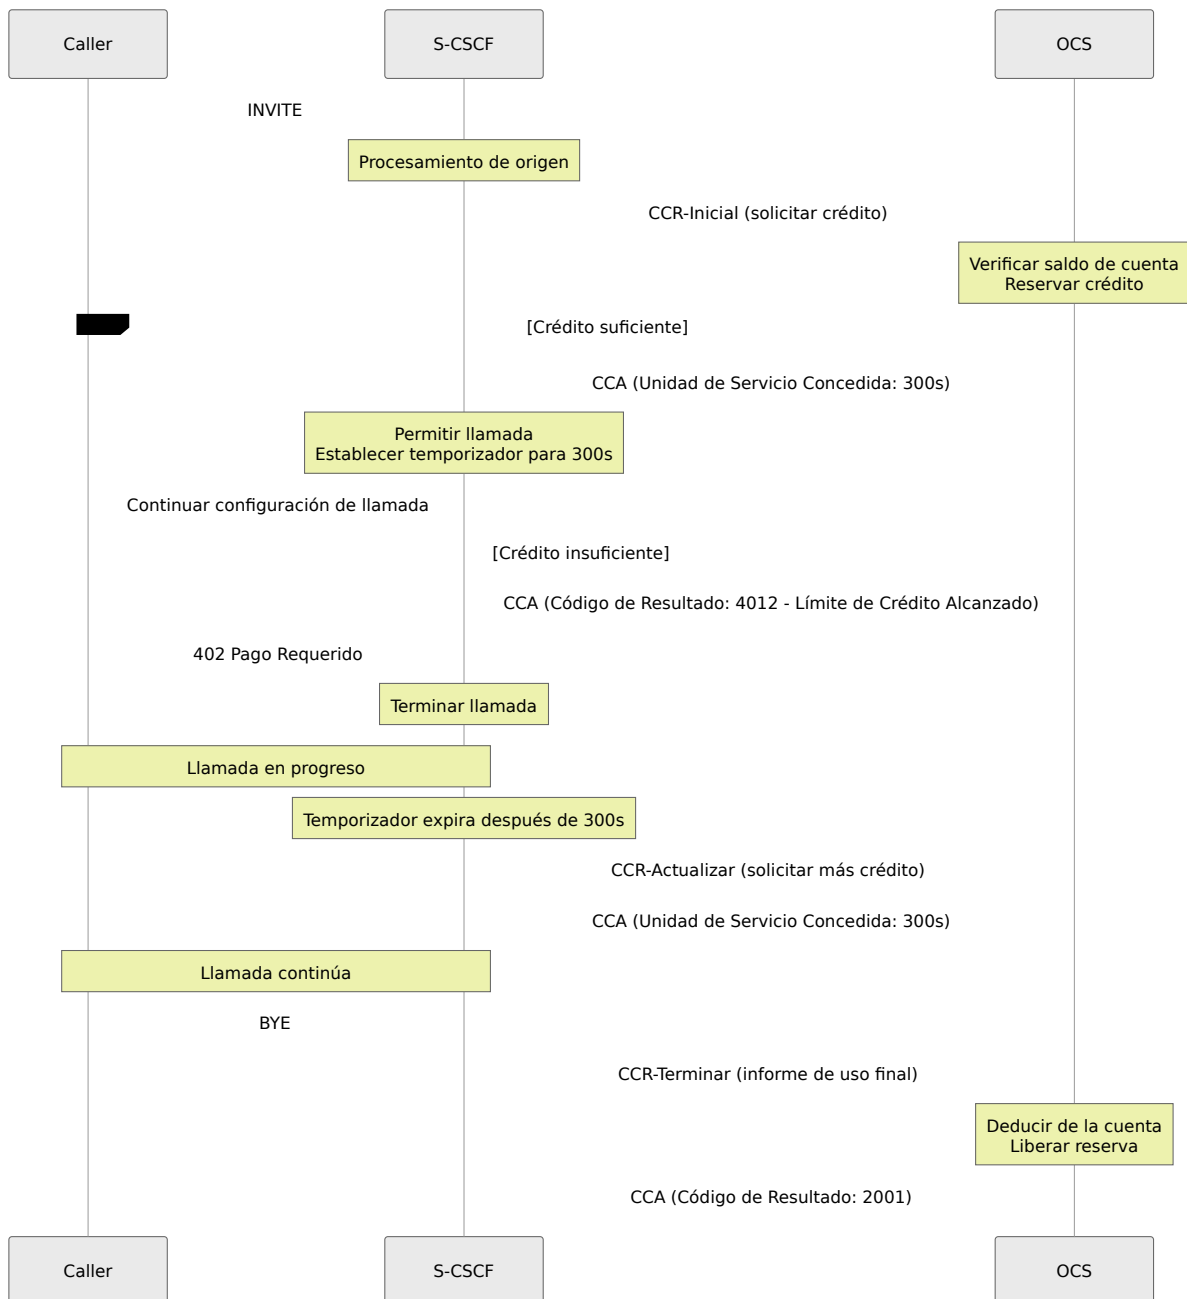 Caller
S-CSCF
OCS
INVITE
Procesamiento de origen
CCR-Inicial (solicitar crédito)
Verificar saldo de cuenta
Reservar crédito
[Crédito suficiente]
CCA (Unidad de Servicio Concedida: 300s)
Permitir llamada
Establecer temporizador para 300s
Continuar configuración de llamada
[Crédito insuficiente]
CCA (Código de Resultado: 4012 - Límite de Crédito Alcanzado)
402 Pago Requerido
Terminar llamada
Llamada en progreso
Temporizador expira después de 300s
CCR-Actualizar (solicitar más crédito)
CCA (Unidad de Servicio Concedida: 300s)
Llamada continúa
BYE
CCR-Terminar (informe de uso final)
Deducir de la cuenta
Liberar reserva
CCA (Código de Resultado: 2001)
Caller
S-CSCF
OCS